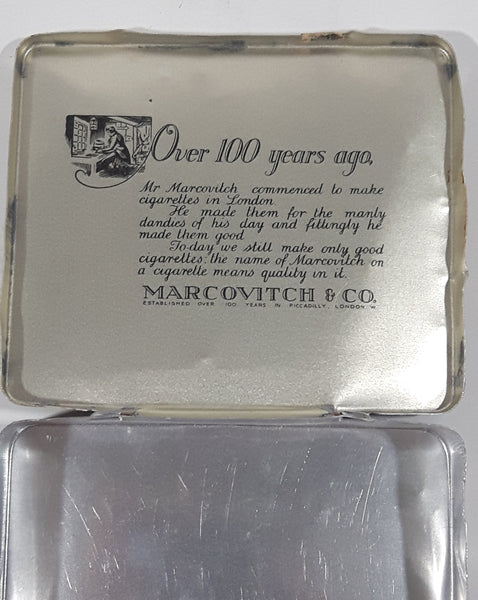 Over 100 years ago,
Mr Marcovitch commenced to make
cigarettes in London.
He made them for the manly
dandies of his day and fittingly he
made them good
To-day we still make only good
cigarettes: the name of Marcovitch on
a cigarette means quality in it.
MARCOVITCH & CO.
ESTABLISHED OVER 100 YEARS IN PICCADILLY, LONDON W.